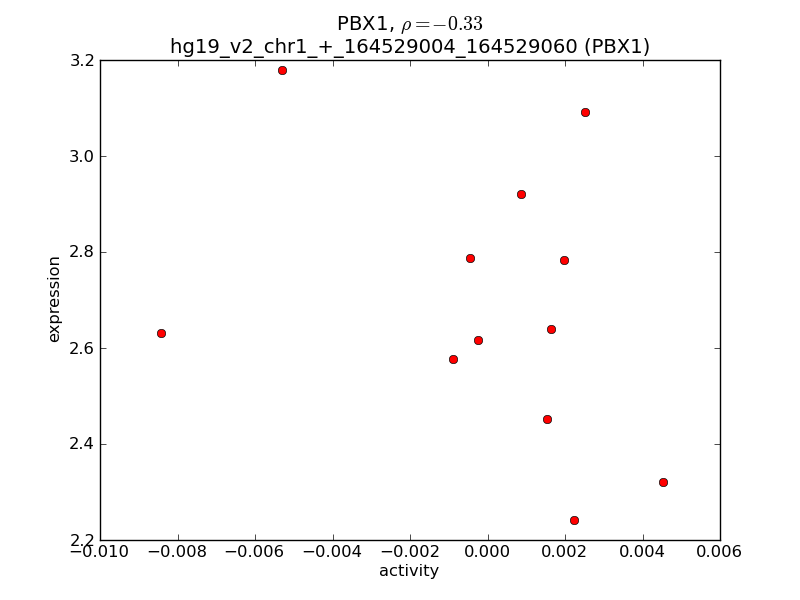 PBX1, ρ=−0.33
hg19_v2_chr1_+_164529004_164529060 (PBX1)
3.2
3.0
2.8
2.6
2.4
2.2
expression
−0.010 −0.008 −0.006 −0.004 −0.002 0.000 0.002 0.004 0.006
activity